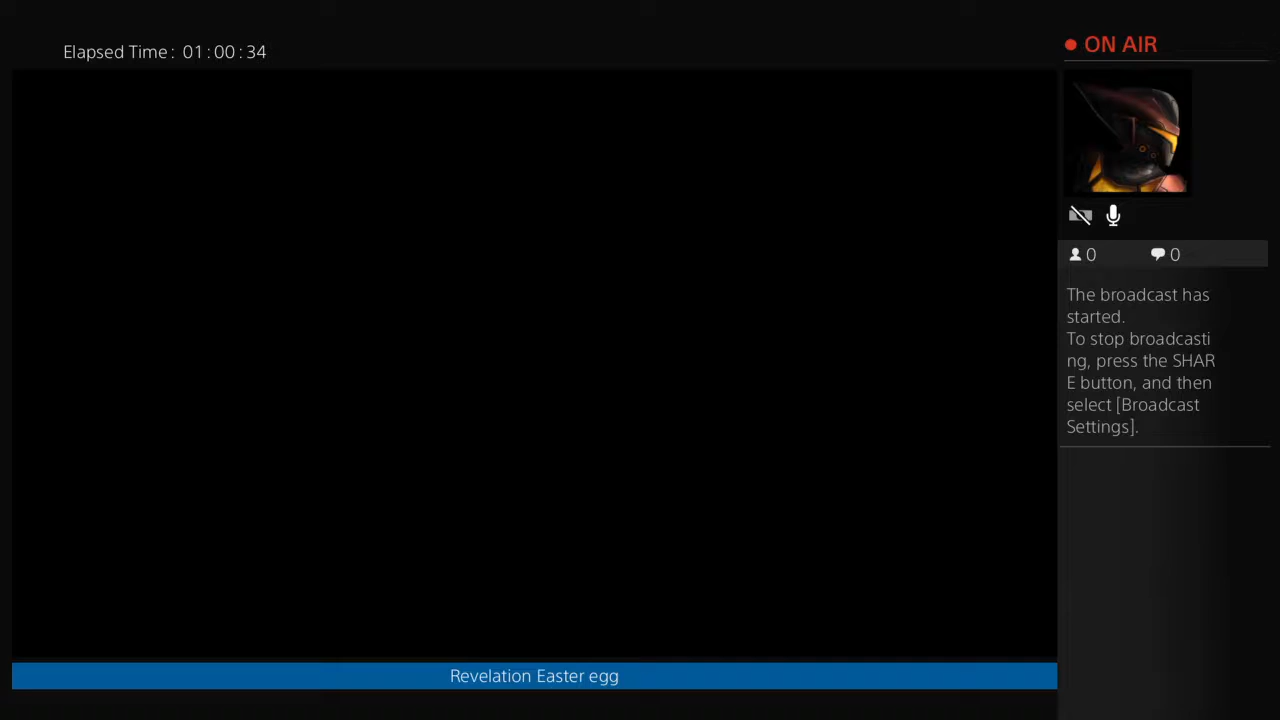 Elapsed Time: 01:00:34
ON AIR
0 0
The broadcast has
started.
To stop broadcasti
ng, press the SHAR
E button, and then
select [Broadcast
Settings].
Revelation Easter egg